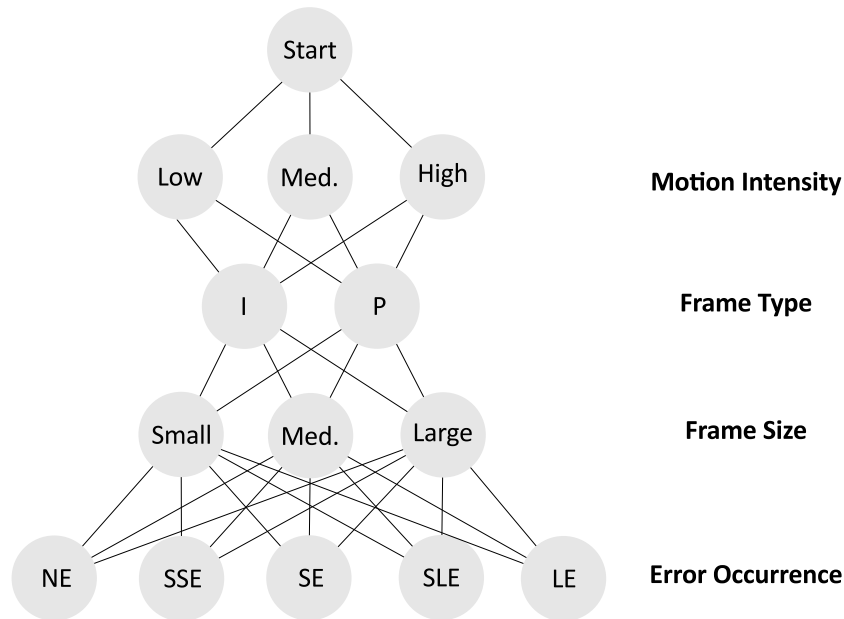 Start
Low Med. High Motion Intensity
I P Frame Type
Small Med. Large Frame Size
NE SSE SE SLE LE Error Occurrence